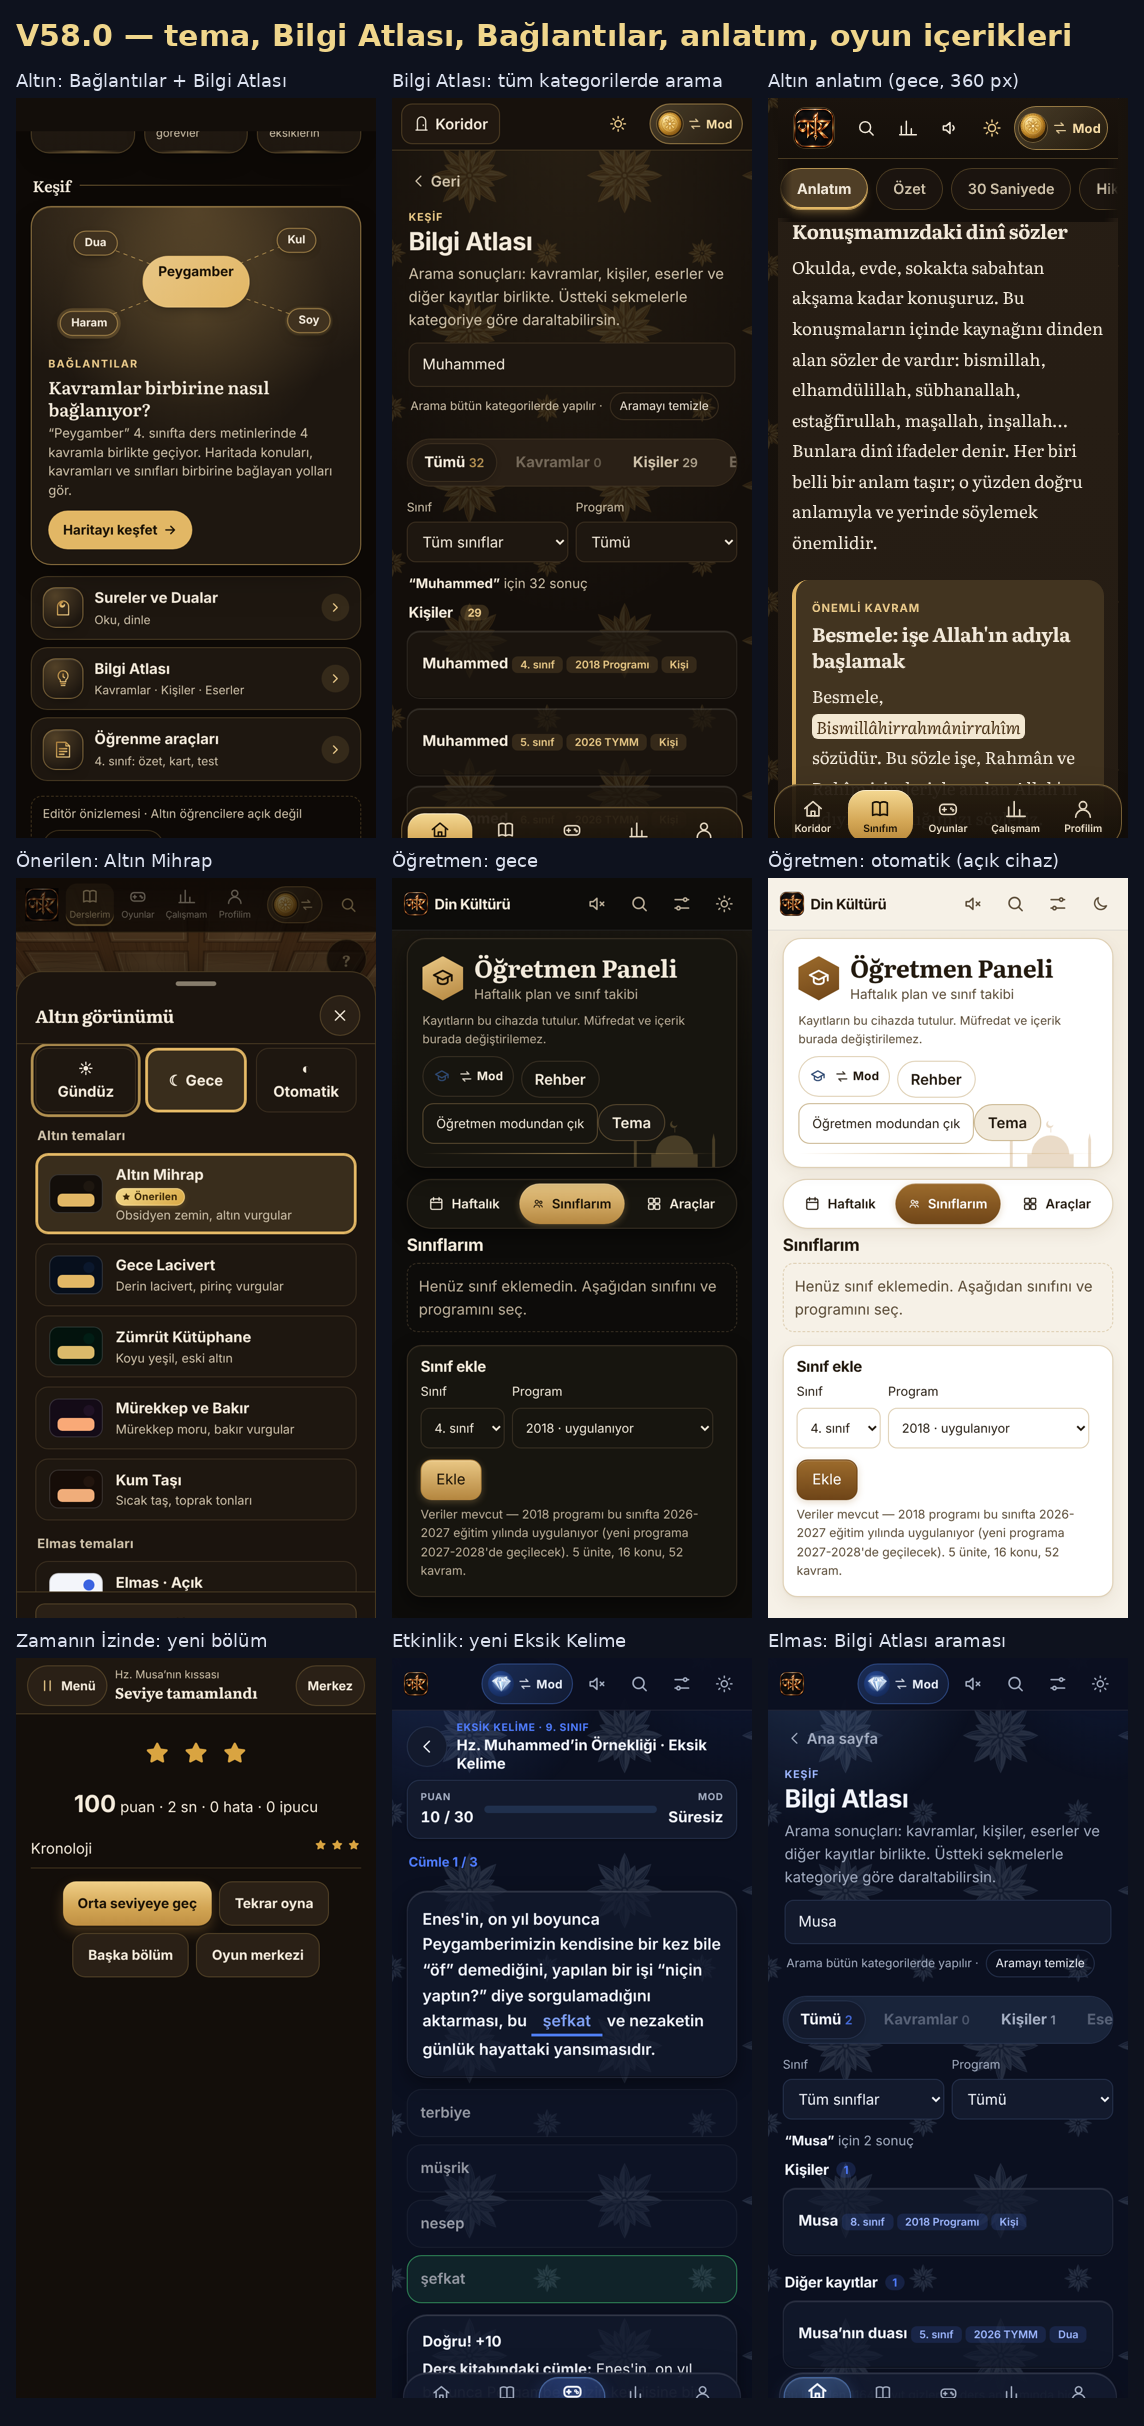 V58.0 — tema, Bilgi Atlası, Bağlantılar, anlatım, oyun içerikleri
Altın: Bağlantılar + Bilgi Atlası
görevler
eksiklerin
Keşif
Dua
Kul
Peygamber
Haram
Soy
BAĞLANTILAR
Kavramlar birbirine nasıl
bağlanıyor?
“Peygamber” 4. sınıfta ders metinlerinde 4
kavramla birlikte geçiyor. Haritada konuları,
kavramları ve sınıfları birbirine bağlayan yolları
gör.
Haritayı keşfet →
Sureler ve Dualar
Oku, dinle
Bilgi Atlası
Kavramlar · Kişiler · Eserler
Öğrenme araçları
4. sınıf: özet, kart, test
Editör önizlemesi · Altın öğrencilere açık değil
Bilgi Atlası: tüm kategorilerde arama
Koridor
Mod
Geri
KEŞİF
Bilgi Atlası
Arama sonuçları: kavramlar, kişiler, eserler ve
diğer kayıtlar birlikte. Üstteki sekmelerle
kategoriye göre daraltabilirsin.
Muhammed
Arama bütün kategorilerde yapılır · Aramayı temizle
Tümü 32 Kavramlar 0 Kişiler 29 E
Sınıf Program
Tüm sınıflar Tümü
“Muhammed” için 32 sonuç
Kişiler 29
Muhammed 4. sınıf 2018 Programı Kişi
Muhammed 5. sınıf 2026 TYMM Kişi
Altın anlatım (gece, 360 px)
Mod
Anlatım Özet 30 Saniyede Hik
Konuşmamızdaki dinî sözler
Okulda, evde, sokakta sabahtan
akşama kadar konuşuruz. Bu
konuşmaların içinde kaynağını dinden
alan sözler de vardır: bismillah,
elhamdülillah, sübhanallah,
estağfirullah, maşallah, inşallah...
Bunlara dinî ifadeler denir. Her biri
belli bir anlam taşır; o yüzden doğru
anlamıyla ve yerinde söylemek
önemlidir.
ÖNEMLİ KAVRAM
Besmele: işe Allah'ın adıyla
başlamak
Besmele,
Bismillâhirrahmânirrahîm
sözüdür. Bu sözle işe, Rahmân ve
Koridor Sınıfım Oyunlar Çalışmam Profilim
Önerilen: Altın Mihrap
Derslerim Oyunlar Çalışmam Profilim
?
Altın görünümü
Gündüz
Gece
Otomatik
Altın temaları
Altın Mihrap
★ Önerilen
Obsidyen zemin, altın vurgular
Gece Lacivert
Derin lacivert, pirinç vurgular
Zümrüt Kütüphane
Koyu yeşil, eski altın
Mürekkep ve Bakır
Mürekkep moru, bakır vurgular
Kum Taşı
Sıcak taş, toprak tonları
Elmas temaları
Elmas · Açık
Öğretmen: gece
Din Kültürü
Öğretmen Paneli
Haftalık plan ve sınıf takibi
Kayıtların bu cihazda tutulur. Müfredat ve içerik
burada değiştirilemez.
Mod Rehber
Öğretmen modundan çık Tema
Haftalık Sınıflarım Araçlar
Sınıflarım
Henüz sınıf eklemedin. Aşağıdan sınıfını ve
programını seç.
Sınıf ekle
Sınıf Program
4. sınıf 2018 · uygulanıyor
Ekle
Veriler mevcut — 2018 programı bu sınıfta 2026-
2027 eğitim yılında uygulanıyor (yeni programa
2027-2028'de geçilecek). 5 ünite, 16 konu, 52
kavram.
Öğretmen: otomatik (açık cihaz)
Din Kültürü
Öğretmen Paneli
Haftalık plan ve sınıf takibi
Kayıtların bu cihazda tutulur. Müfredat ve içerik
burada değiştirilemez.
Mod Rehber
Öğretmen modundan çık Tema
Haftalık Sınıflarım Araçlar
Sınıflarım
Henüz sınıf eklemedin. Aşağıdan sınıfını ve
programını seç.
Sınıf ekle
Sınıf Program
4. sınıf 2018 · uygulanıyor
Ekle
Veriler mevcut — 2018 programı bu sınıfta 2026-
2027 eğitim yılında uygulanıyor (yeni programa
2027-2028'de geçilecek). 5 ünite, 16 konu, 52
kavram.
Zamanın İzinde: yeni bölüm
Menü
Hz. Musa’nın kıssası
Seviye tamamlandı
Merkez
100 puan · 2 sn · 0 hata · 0 ipucu
Kronoloji
Orta seviyeye geç Tekrar oyna
Başka bölüm Oyun merkezi
Etkinlik: yeni Eksik Kelime
Mod
EKSİK KELİME · 9. SINIF
Hz. Muhammed’in Örnekliği · Eksik
Kelime
PUAN MOD
10 / 30 Süresiz
Cümle 1 / 3
Enes'in, on yıl boyunca
Peygamberimizin kendisine bir kez bile
“öf” demediğini, yapılan bir işi “niçin
yaptın?” diye sorgulamadığını
aktarması, bu şefkat ve nezaketin
günlük hayattaki yansımasıdır.
terbiye
müşrik
nesep
şefkat
Doğru! +10
Ders kitabındaki cümle: Enes'in, on yıl
Elmas: Bilgi Atlası araması
Mod
Ana sayfa
KEŞİF
Bilgi Atlası
Arama sonuçları: kavramlar, kişiler, eserler ve
diğer kayıtlar birlikte. Üstteki sekmelerle
kategoriye göre daraltabilirsin.
Musa
Arama bütün kategorilerde yapılır · Aramayı temizle
Tümü 2 Kavramlar 0 Kişiler 1 Ese
Sınıf Program
Tüm sınıflar Tümü
“Musa” için 2 sonuç
Kişiler 1
Musa 8. sınıf 2018 Programı Kişi
Diğer kayıtlar 1
Musa’nın duası 5. sınıf 2026 TYMM Dua